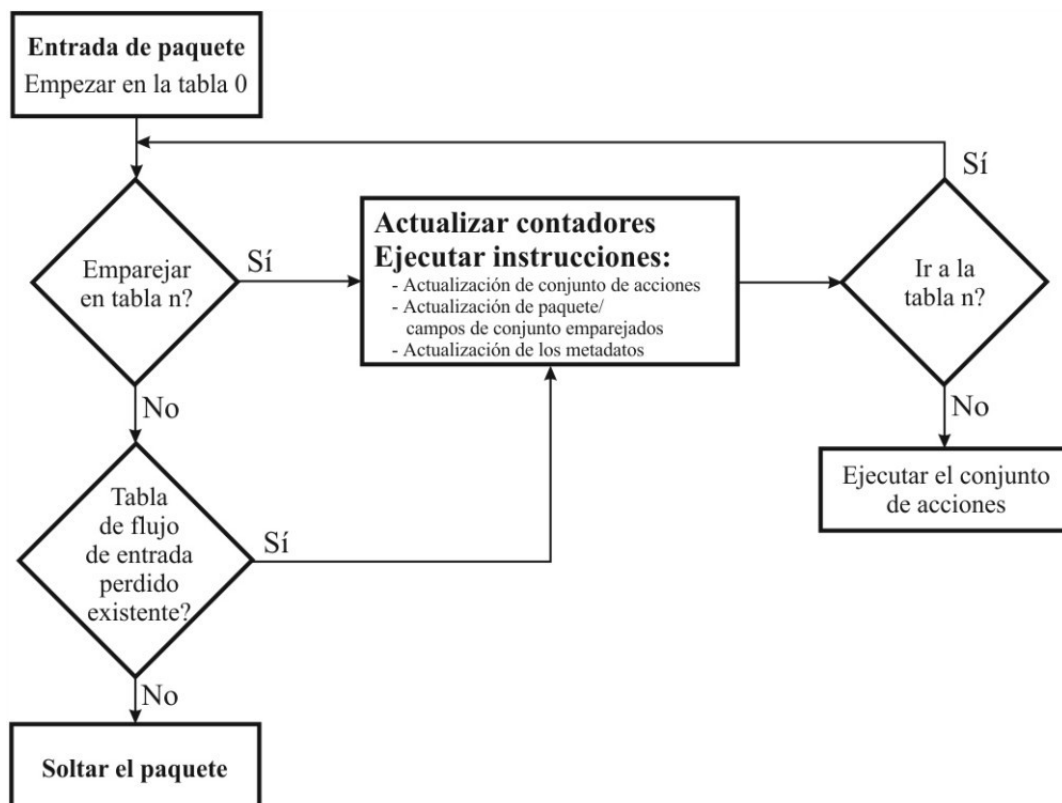 Entrada de paquete
Empezar en la tabla 0
Sí
Emparejar
en tabla n?
Sí
Actualizar contadores
Ejecutar instrucciones:
- Actualización de conjunto de acciones
- Actualización de paquete/
campos de conjunto emparejados
- Actualización de los metadatos
Ir a la
tabla n?
No
No
Ejecutar el conjunto
de acciones
Tabla
de flujo
de entrada
perdido
existente?
Sí
No
Soltar el paquete